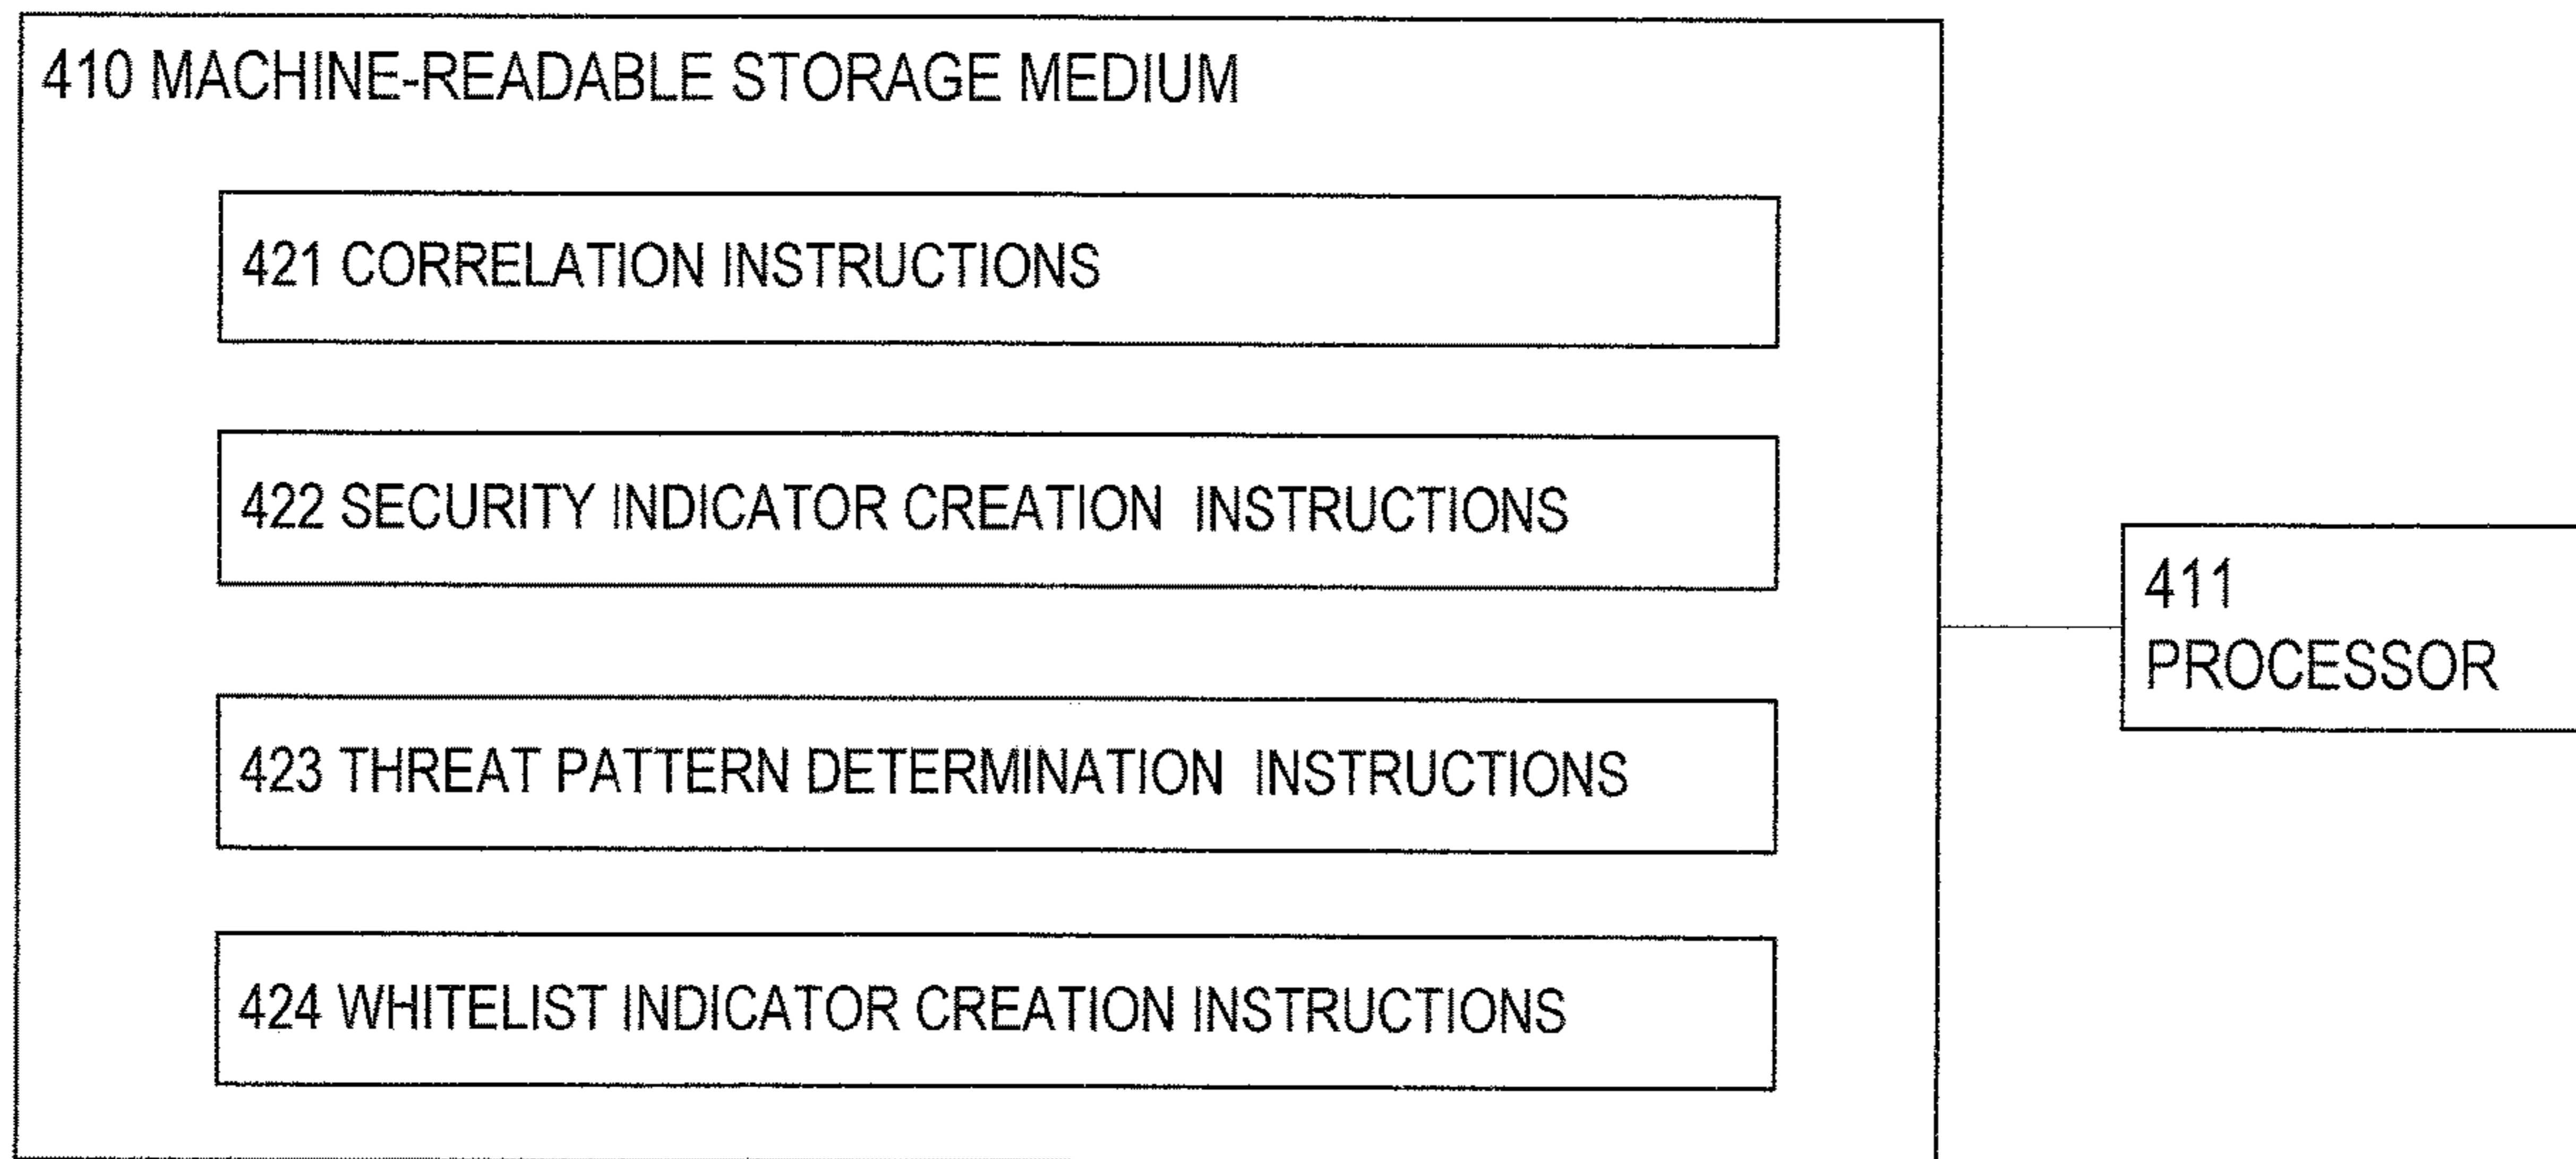 410 MACHINE-READABLE STORAGE MEDIUM
421 CORRELATION INSTRUCTIONS
422 SECURITY INDICATOR CREATION INSTRUCTIONS
423 THREAT PATTERN DETERMINATION INSTRUCTIONS
424 WHITELIST INDICATOR CREATION INSTRUCTIONS
411
PROCESSOR